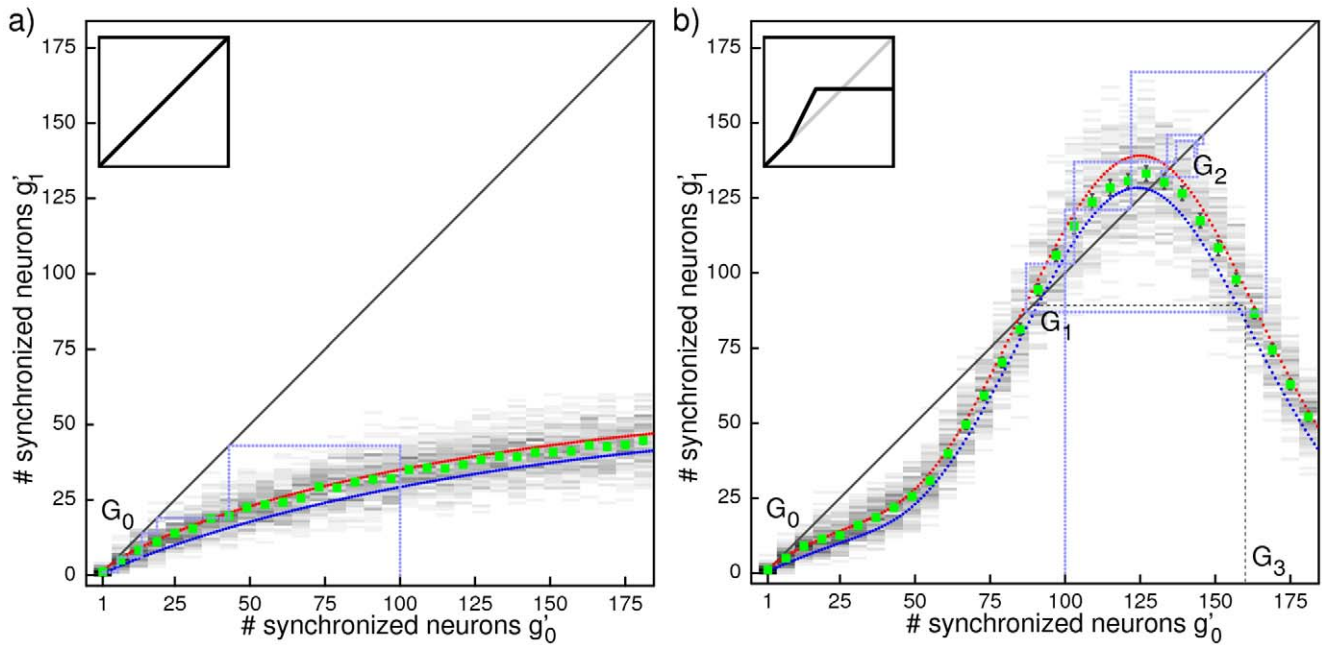 a)
175
150
125
100
75
50
25
0
# synchronized neurons g'1
G0
1 25 50 75 100 125 150 175
# synchronized neurons g'0
b)
175
150
125
100
75
50
25
0
# synchronized neurons g'1
G0
G1
G2
G3
1 25 50 75 100 125 150 175
# synchronized neurons g'0